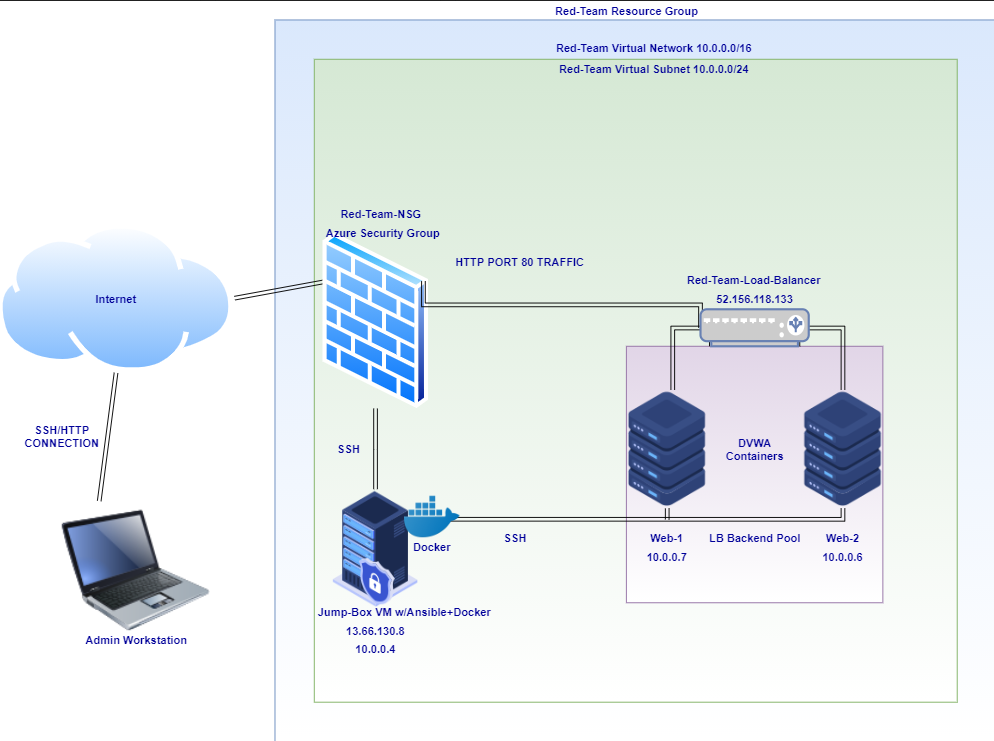 Red-Team Resource Group
Red-Team Virtual Network 10.0.0.0/16
Red-Team Virtual Subnet 10.0.0.0/24
Red-Team-NSG
Azure Security Group
HTTP PORT 80 TRAFFIC
Red-Team-Load-Balancer
52.156.118.133
Internet
SSH/HTTP
CONNECTION
SSH
DVWA
Containers
Docker
SSH
Web-1
10.0.0.7
LB Backend Pool
Web-2
10.0.0.6
Jump-Box VM w/Ansible+Docker
13.66.130.8
10.0.0.4
Admin Workstation